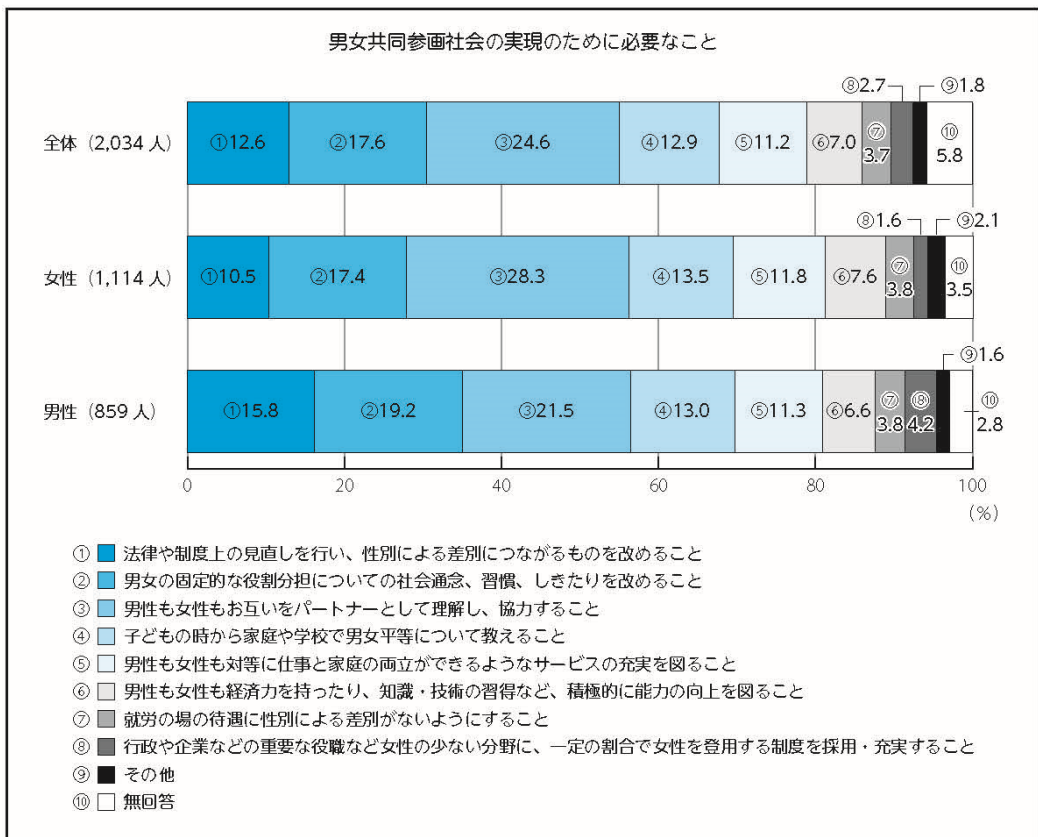 男女共同参画社会の実現のために必要なこと
⑧2.7 ⑨1.8
全体（2,034 人） ①12.6 ②17.6 ③24.6 ④12.9 ⑤11.2 ⑥7.0 ⑦3.7 ⑩5.8
⑧1.6 ⑨2.1
女性（1,114 人） ①10.5 ②17.4 ③28.3 ④13.5 ⑤11.8 ⑥7.6 ⑦3.8 ⑩3.5
⑨1.6
男性（859 人） ①15.8 ②19.2 ③21.5 ④13.0 ⑤11.3 ⑥6.6 ⑦3.8 ⑧4.2 ⑩2.8
0 20 40 60 80 100
(%)
① 法律や制度上の見直しを行い、性別による差別につながるものを改めること
② 男女の固定的な役割分担についての社会通念、習慣、しきたりを改めること
③ 男性も女性もお互いをパートナーとして理解し、協力すること
④ 子どもの時から家庭や学校で男女平等について教えること
⑤ 男性も女性も対等に仕事と家庭の両立ができるようなサービスの充実を図ること
⑥ 男性も女性も経済力を持ったり、知識・技術の習得など、積極的に能力の向上を図ること
⑦ 就労の場の待遇に性別による差別がないようにすること
⑧ 行政や企業などの重要な役職など女性の少ない分野に、一定の割合で女性を登用する制度を採用・充実すること
⑨ その他
⑩ 無回答